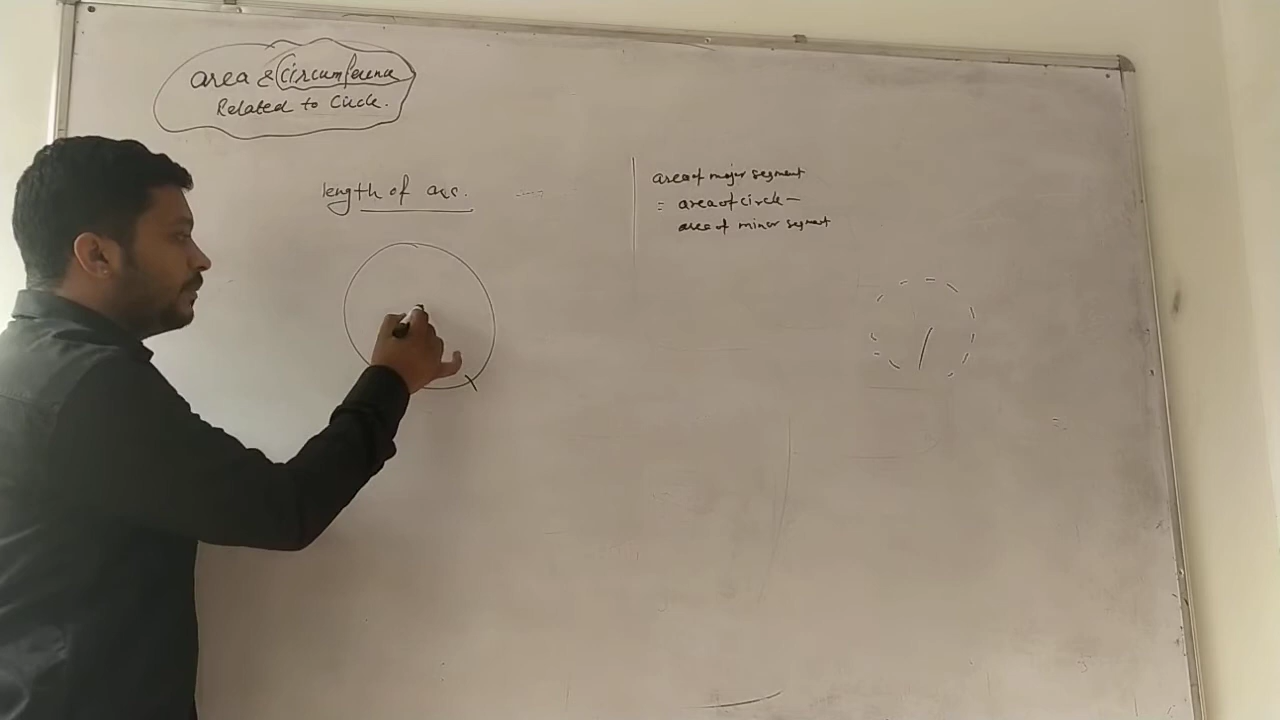 area & Circumference
Related to Circle.
length of arc.
area of major segment
= area of circle -
area of minor segment